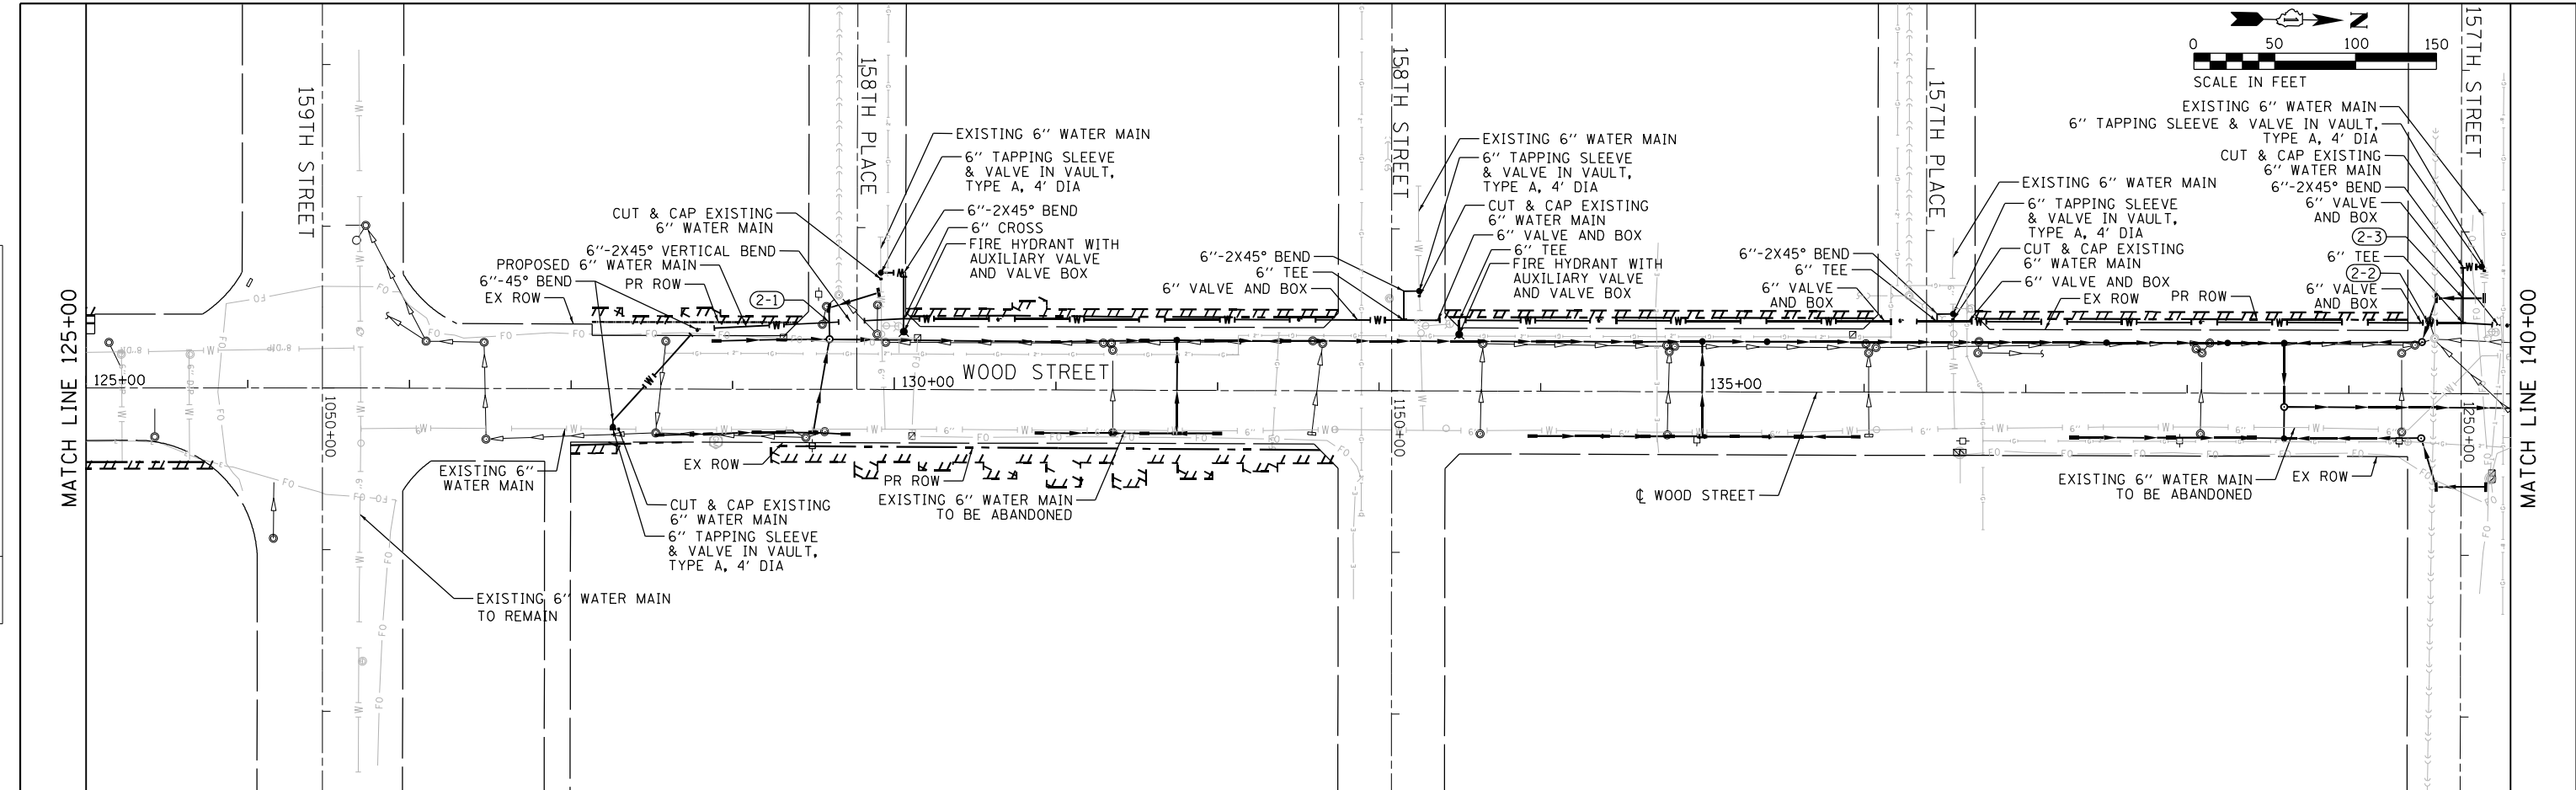 MATCH LINE 125+00
125+00
159TH STREET
1050+00
158TH PLACE
158TH STREET
1150+00
157TH PLACE
157TH STREET
1250+00
N
0 50 100 150
SCALE IN FEET
EXISTING 6" WATER MAIN
6" TAPPING SLEEVE
& VALVE IN VAULT,
TYPE A, 4' DIA
6"-2X45° BEND
6" CROSS
FIRE HYDRANT WITH
AUXILIARY VALVE
AND VALVE BOX
CUT & CAP EXISTING
6" WATER MAIN
6"-2X45° VERTICAL BEND
PROPOSED 6" WATER MAIN
6"-45° BEND
PR ROW
EX ROW
2-1
EXISTING 6" WATER MAIN
6" TAPPING SLEEVE
& VALVE IN VAULT,
TYPE A, 4' DIA
CUT & CAP EXISTING
6" WATER MAIN
6" VALVE AND BOX
6" TEE
FIRE HYDRANT WITH
AUXILIARY VALVE
AND VALVE BOX
6"-2X45° BEND
6" TEE
6" VALVE AND BOX
6"-2X45° BEND
6" TEE
6" VALVE
AND BOX
EXISTING 6" WATER MAIN
6" TAPPING SLEEVE
& VALVE IN VAULT,
TYPE A, 4' DIA
CUT & CAP EXISTING
6" WATER MAIN
6" VALVE AND BOX
EX ROW
PR ROW
EXISTING 6" WATER MAIN
6" TAPPING SLEEVE & VALVE IN VAULT,
TYPE A, 4' DIA
CUT & CAP EXISTING
6" WATER MAIN
6"-2X45° BEND
6" VALVE
AND BOX
2-3
6" TEE
2-2
6" VALVE
AND BOX
130+00
WOOD STREET
135+00
EXISTING 6"
WATER MAIN
EX ROW
PR ROW
EXISTING 6" WATER MAIN
TO BE ABANDONED
CUT & CAP EXISTING
6" WATER MAIN
6" TAPPING SLEEVE
& VALVE IN VAULT,
TYPE A, 4' DIA
EXISTING 6" WATER MAIN
TO REMAIN
℄ WOOD STREET
EXISTING 6" WATER MAIN
TO BE ABANDONED
EX ROW
MATCH LINE 140+00